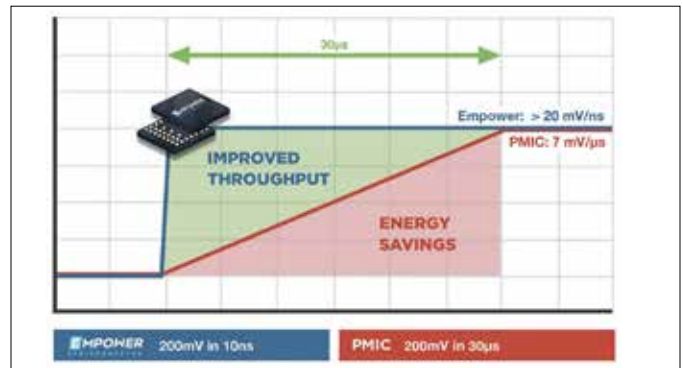 30µs
Empower: > 20 mV/ns
PMIC: 7 mV/µs
IMPROVED
THROUGHPUT
ENERGY
SAVINGS
EMPOWER 200mV in 10ns
SEMICONDUCTOR
PMIC 200mV in 30µs